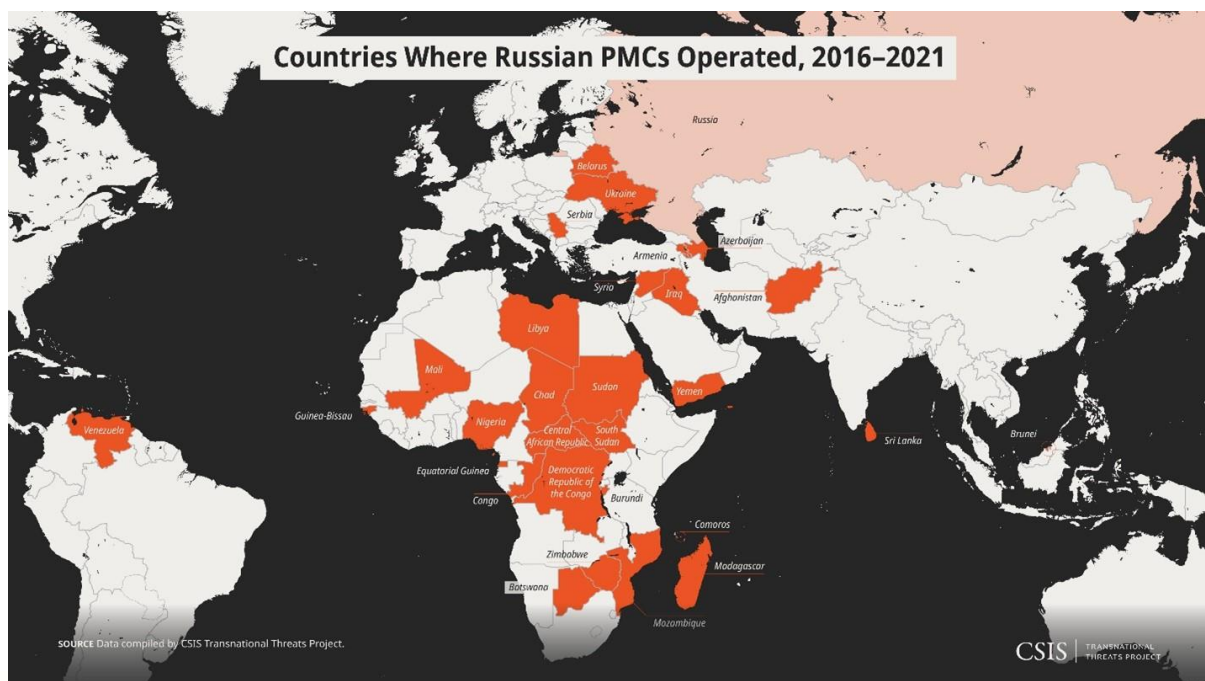 Countries Where Russian PMCs Operated, 2016–2021
Russia
Belarus
Ukraine
Serbia
Azerbaijan
Armenia
Syria
Iraq
Afghanistan
Libya
Mali
Chad
Sudan
Yemen
Guinea-Bissau
Nigeria
Venezuela
Central
African Republic
South
Sudan
Sri Lanka
Brunei
Equatorial Guinea
Democratic
Republic of
the Congo
Congo
Burundi
Comoros
Zimbabwe
Madagascar
Botswana
Mozambique
SOURCE Data compiled by CSIS Transnational Threats Project.
CSIS
TRANSNATIONAL
THREATS PROJECT